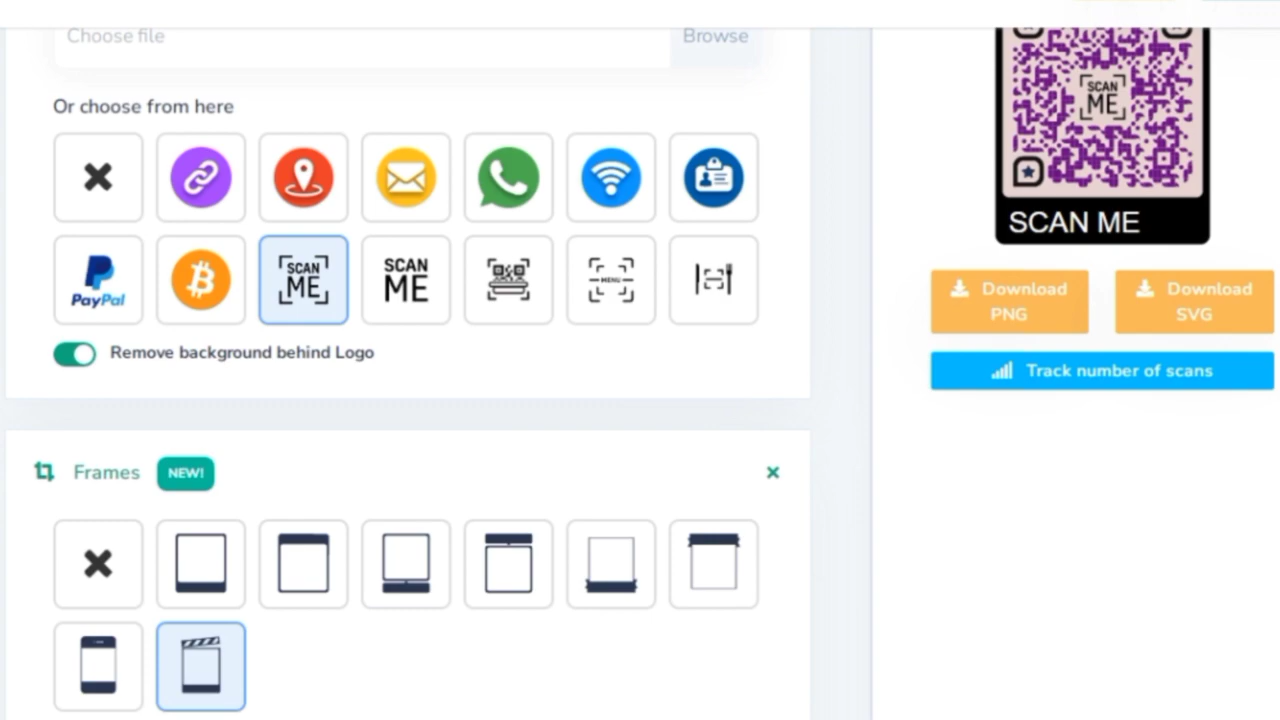 Choose file
Browse
Or choose from here
PayPal
SCAN
ME
SCAN
ME
MENU
Remove background behind Logo
Frames
NEW!
SCAN
ME
SCAN ME
Download
PNG
Download
SVG
Track number of scans